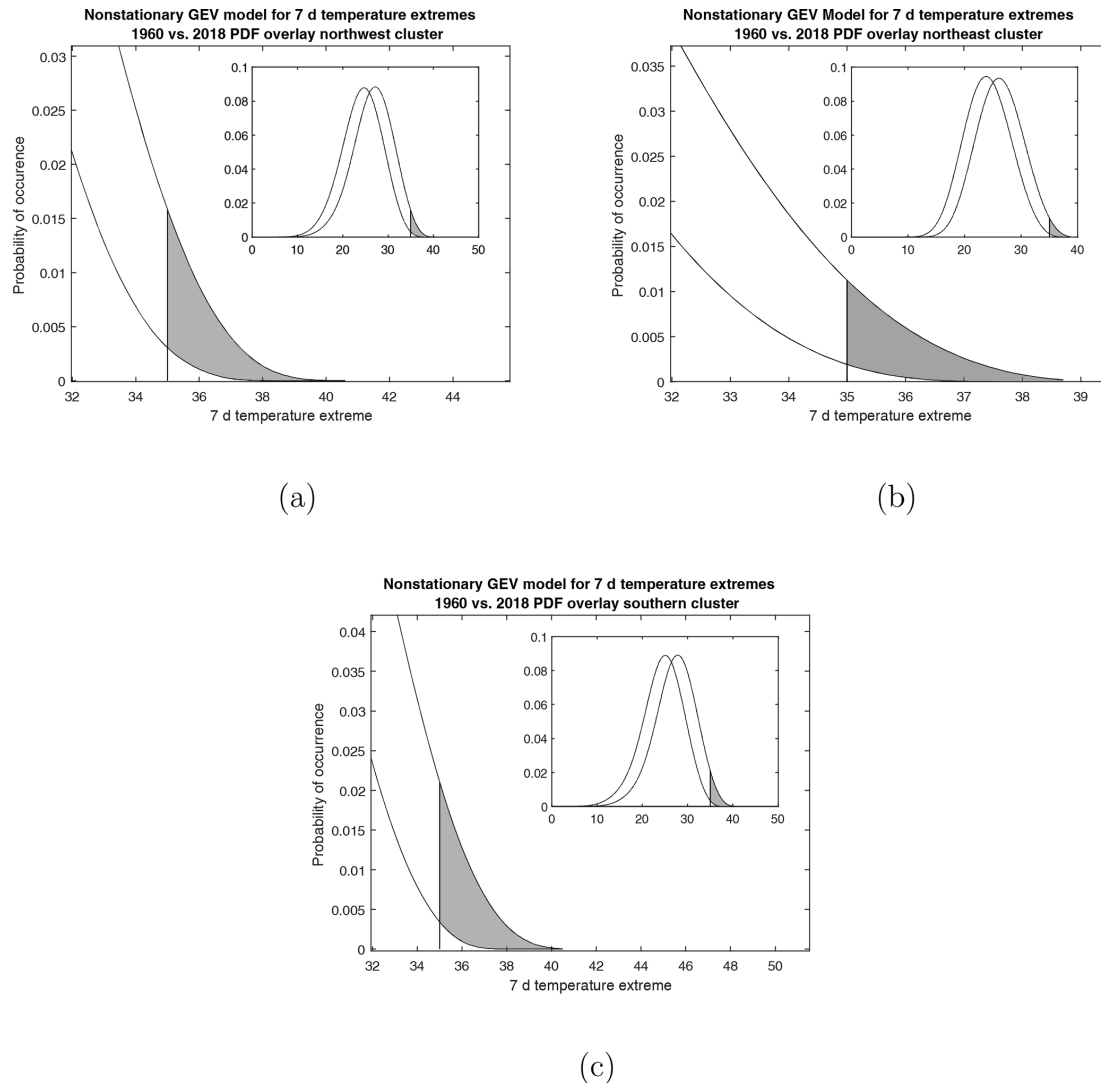 Nonstationary GEV model for 7 d temperature extremes
1960 vs. 2018 PDF overlay northwest cluster
0.03
0.025
0.02
0.015
0.01
0.005
0
Probability of occurence
0.1
0.08
0.06
0.04
0.02
0
0 10 20 30 40 50
32 34 36 38 40 42 44
7 d temperature extreme
(a)
Nonstationary GEV Model for 7 d temperature extremes
1960 vs. 2018 PDF overlay northeast cluster
0.035
0.03
0.025
0.02
0.015
0.01
0.005
0
Probability of occurrence
0.1
0.08
0.06
0.04
0.02
0
0 10 20 30 40
32 33 34 35 36 37 38 39
7 d temperature extreme
(b)
Nonstationary GEV model for 7 d temperature extremes
1960 vs. 2018 PDF overlay southern cluster
0.04
0.035
0.03
0.025
0.02
0.015
0.01
0.005
0
Probability of occurrence
0.1
0.08
0.06
0.04
0.02
0
0 10 20 30 40 50
32 34 36 38 40 42 44 46 48 50
7 d temperature extreme
(c)